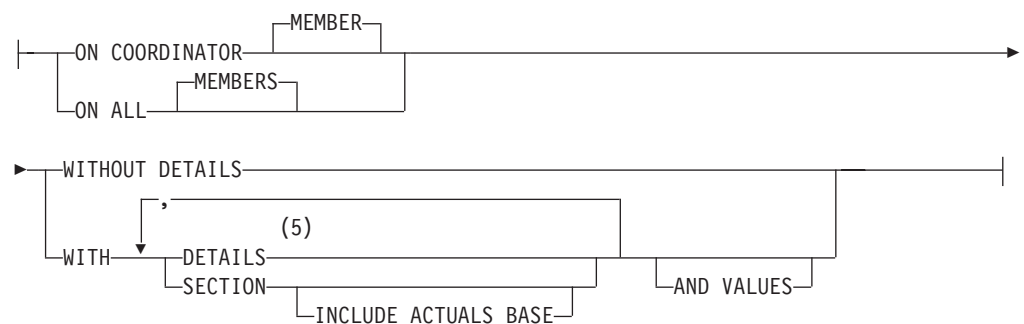 MEMBER
ON COORDINATOR
MEMBERS
ON ALL
WITHOUT DETAILS
,
(5)
WITH DETAILS
SECTION
AND VALUES
INCLUDE ACTUALS BASE